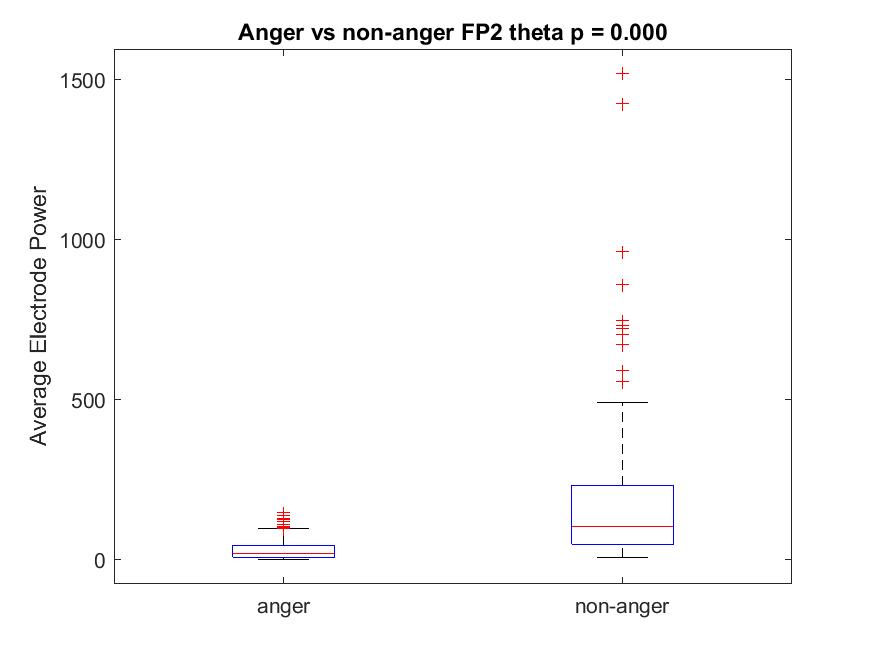 Anger vs non-anger FP2 theta p = 0.000
Average Electrode Power
1500
1000
500
0
anger
non-anger